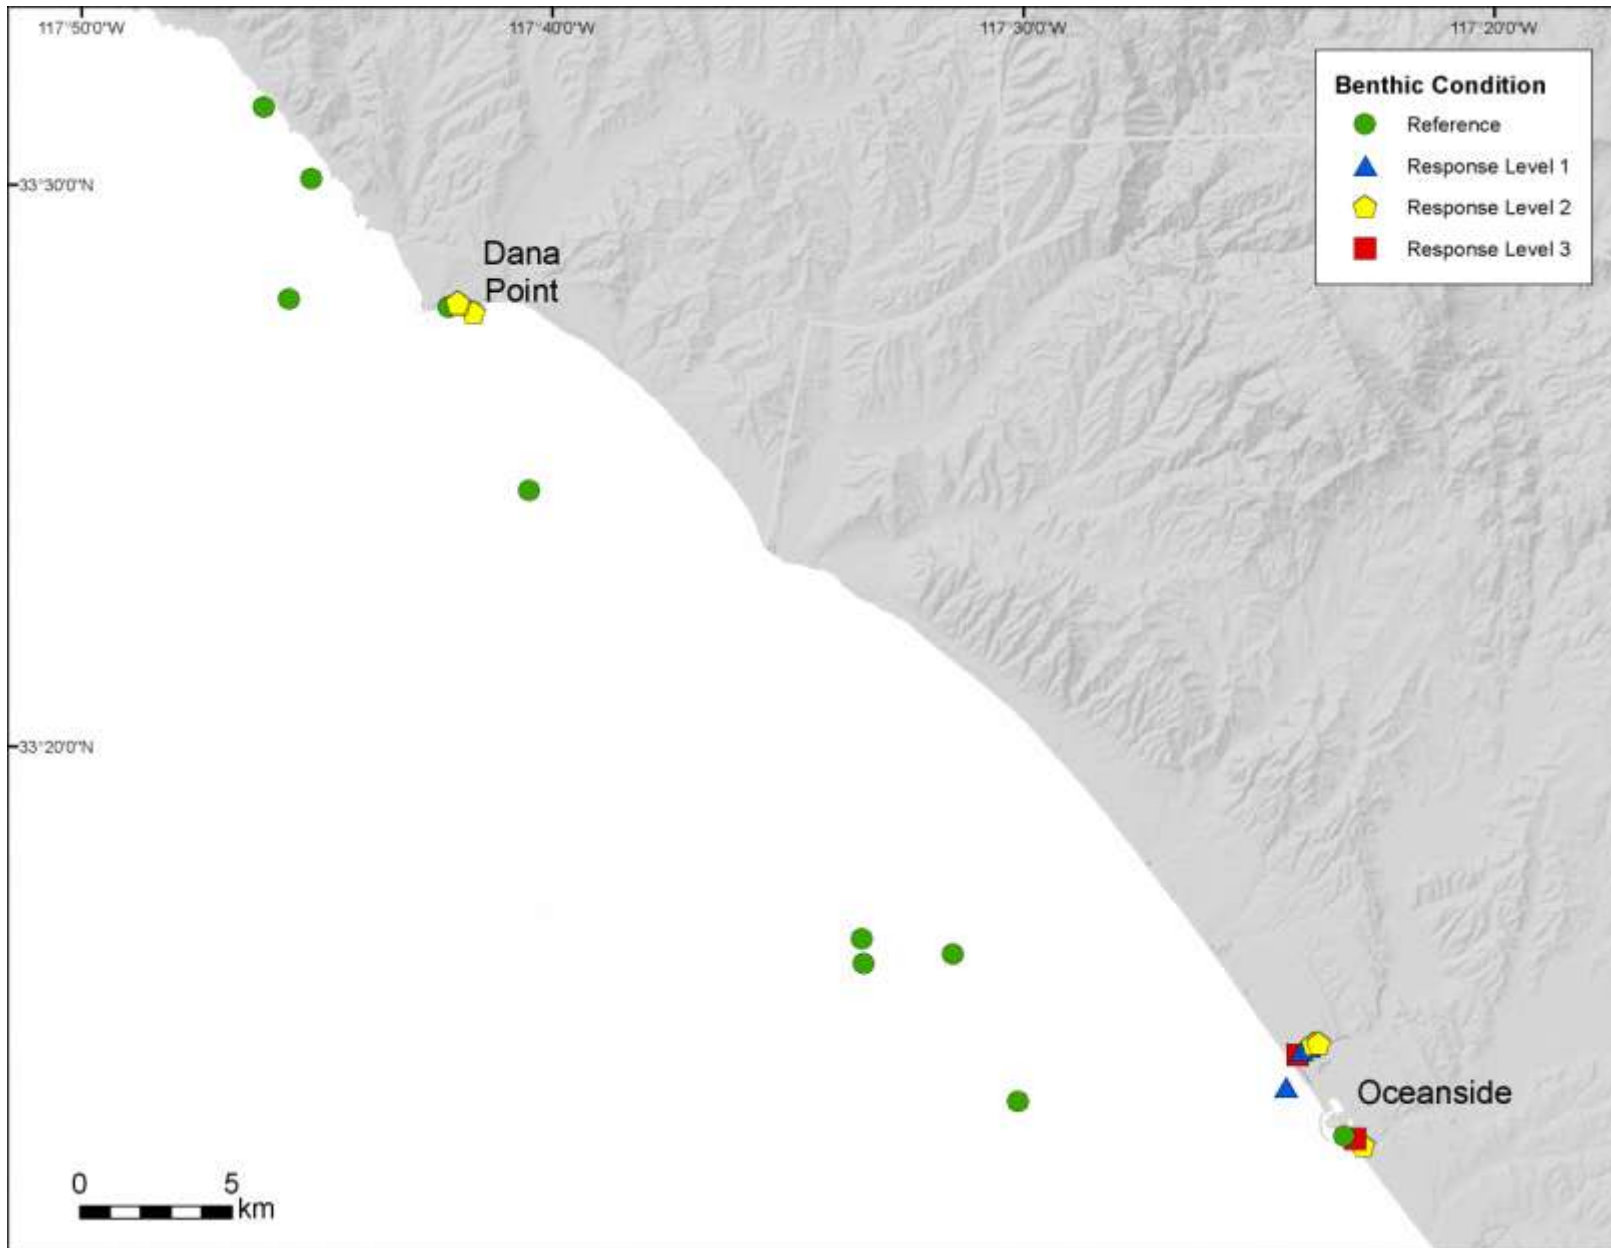 117°50'0"W
117°40'0"W
117°30'0"W
117°20'0"W
Benthic Condition
Reference
Response Level 1
Response Level 2
Response Level 3
33°30'0"N
Dana
Point
33°20'0"N
Oceanside
0 5
km